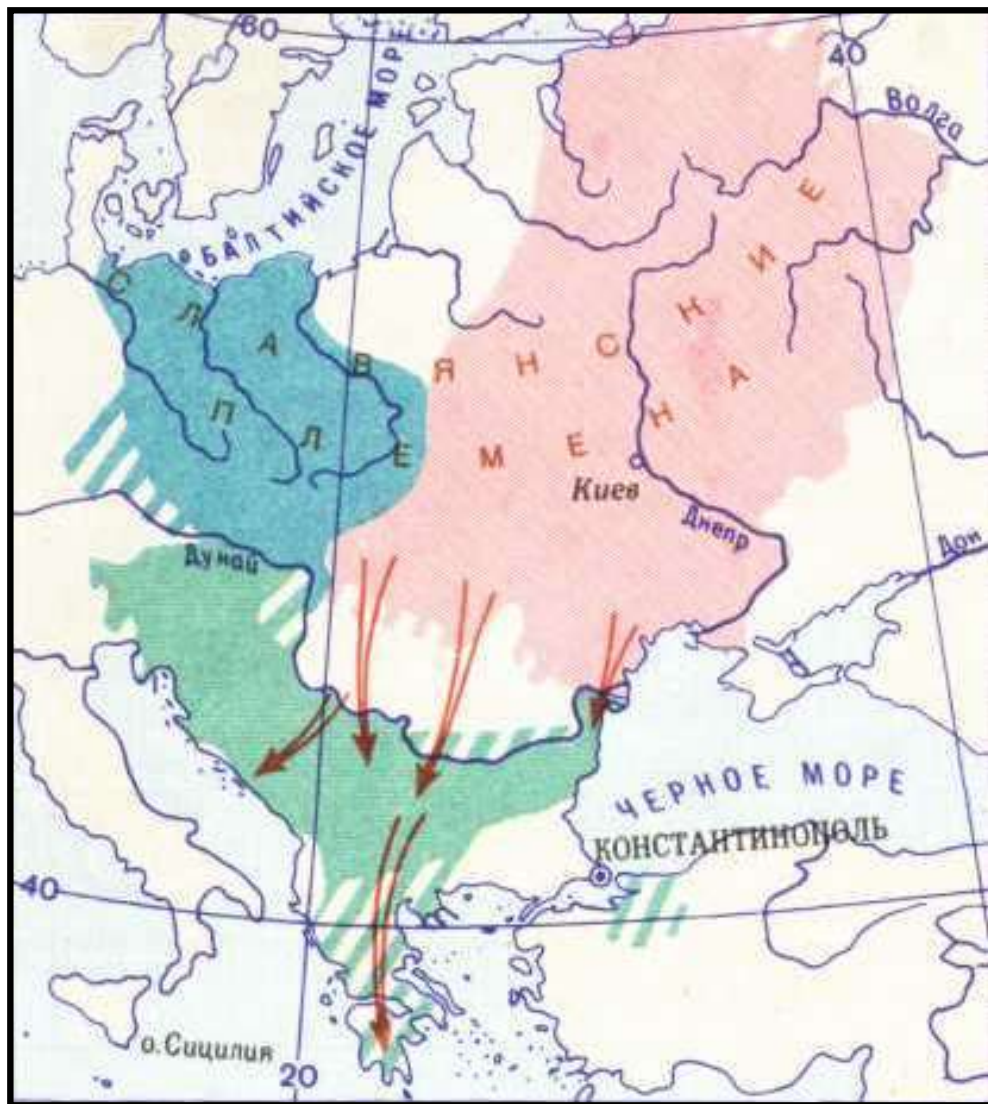 60
40
БАЛТИЙСКОЕ МОРЕ
Волга
СЛАВЯНСКИЕ
ПЛЕМЕНА
Киев
Днепр
Дунай
Дон
ЧЕРНОЕ МОРЕ
КОНСТАНТИНОПОЛЬ
40
о. Сицилия
20